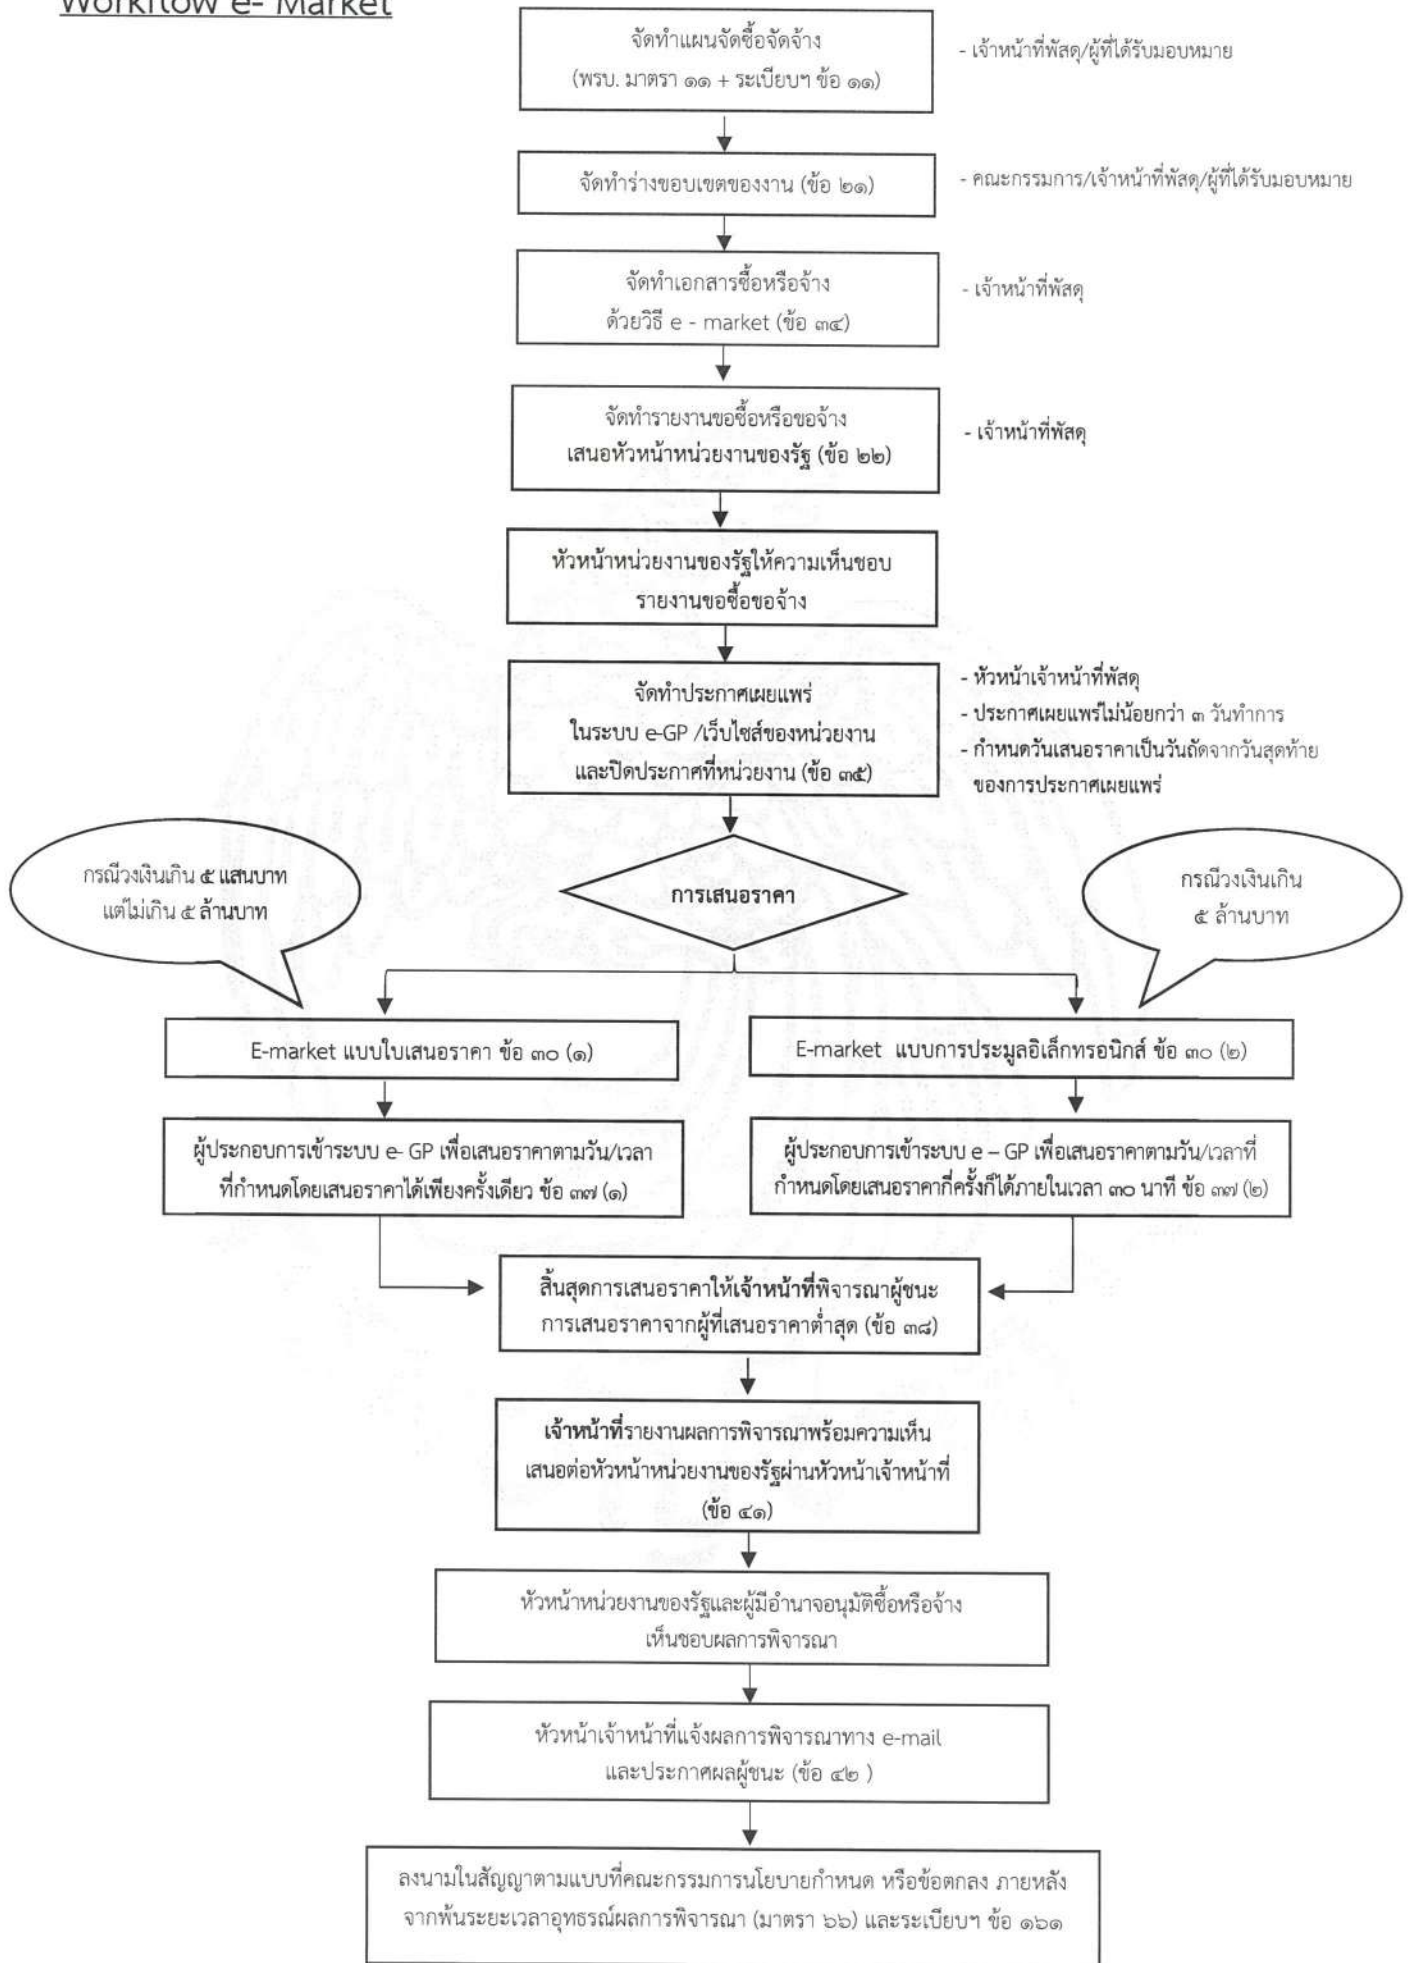 Workflow e- Market
จัดทำแผนจัดซื้อจัดจ้าง
(พรบ. มาตรา ๑๑ + ระเบียบฯ ข้อ ๑๑)
- เจ้าหน้าที่พัสดุ/ผู้ที่ได้รับมอบหมาย
จัดทำร่างขอบเขตของงาน (ข้อ ๒๑)
- คณะกรรมการ/เจ้าหน้าที่พัสดุ/ผู้ที่ได้รับมอบหมาย
จัดทำเอกสารซื้อหรือจ้าง
ด้วยวิธี e - market (ข้อ ๓๔)
- เจ้าหน้าที่พัสดุ
จัดทำรายงานขอซื้อหรือขอจ้าง
เสนอหัวหน้าหน่วยงานของรัฐ (ข้อ ๒๒)
- เจ้าหน้าที่พัสดุ
หัวหน้าหน่วยงานของรัฐให้ความเห็นชอบ
รายงานขอซื้อขอจ้าง
จัดทำประกาศเผยแพร่
ในระบบ e-GP /เว็บไซส์ของหน่วยงาน
และปิดประกาศที่หน่วยงาน (ข้อ ๓๕)
- หัวหน้าเจ้าหน้าที่พัสดุ
- ประกาศเผยแพร่ไม่น้อยกว่า ๓ วันทำการ
- กำหนดวันเสนอราคาเป็นวันถัดจากวันสุดท้าย
ของการประกาศเผยแพร่
กรณีวงเงินเกิน ๕ แสนบาท
แต่ไม่เกิน ๕ ล้านบาท
การเสนอราคา
กรณีวงเงินเกิน
๕ ล้านบาท
E-market แบบใบเสนอราคา ข้อ ๓๐ (๑)
E-market แบบการประมูลอิเล็กทรอนิกส์ ข้อ ๓๐ (๒)
ผู้ประกอบการเข้าระบบ e- GP เพื่อเสนอราคาตามวัน/เวลา
ที่กำหนดโดยเสนอราคาได้เพียงครั้งเดียว ข้อ ๓๗ (๑)
ผู้ประกอบการเข้าระบบ e – GP เพื่อเสนอราคาตามวัน/เวลาที่
กำหนดโดยเสนอราคากี่ครั้งก็ได้ภายในเวลา ๓๐ นาที ข้อ ๓๗ (๒)
สิ้นสุดการเสนอราคาให้เจ้าหน้าที่พิจารณาผู้ชนะ
การเสนอราคาจากผู้ที่เสนอราคาต่ำสุด (ข้อ ๓๘)
เจ้าหน้าที่รายงานผลการพิจารณาพร้อมความเห็น
เสนอต่อหัวหน้าหน่วยงานของรัฐผ่านหัวหน้าเจ้าหน้าที่
(ข้อ ๔๑)
หัวหน้าหน่วยงานของรัฐและผู้มีอำนาจอนุมัติซื้อหรือจ้าง
เห็นชอบผลการพิจารณา
หัวหน้าเจ้าหน้าที่แจ้งผลการพิจารณาทาง e-mail
และประกาศผลผู้ชนะ (ข้อ ๔๒ )
ลงนามในสัญญาตามแบบที่คณะกรรมการนโยบายกำหนด หรือข้อตกลง ภายหลัง
จากพ้นระยะเวลาอุทธรณ์ผลการพิจารณา (มาตรา ๖๖) และระเบียบฯ ข้อ ๑๖๑